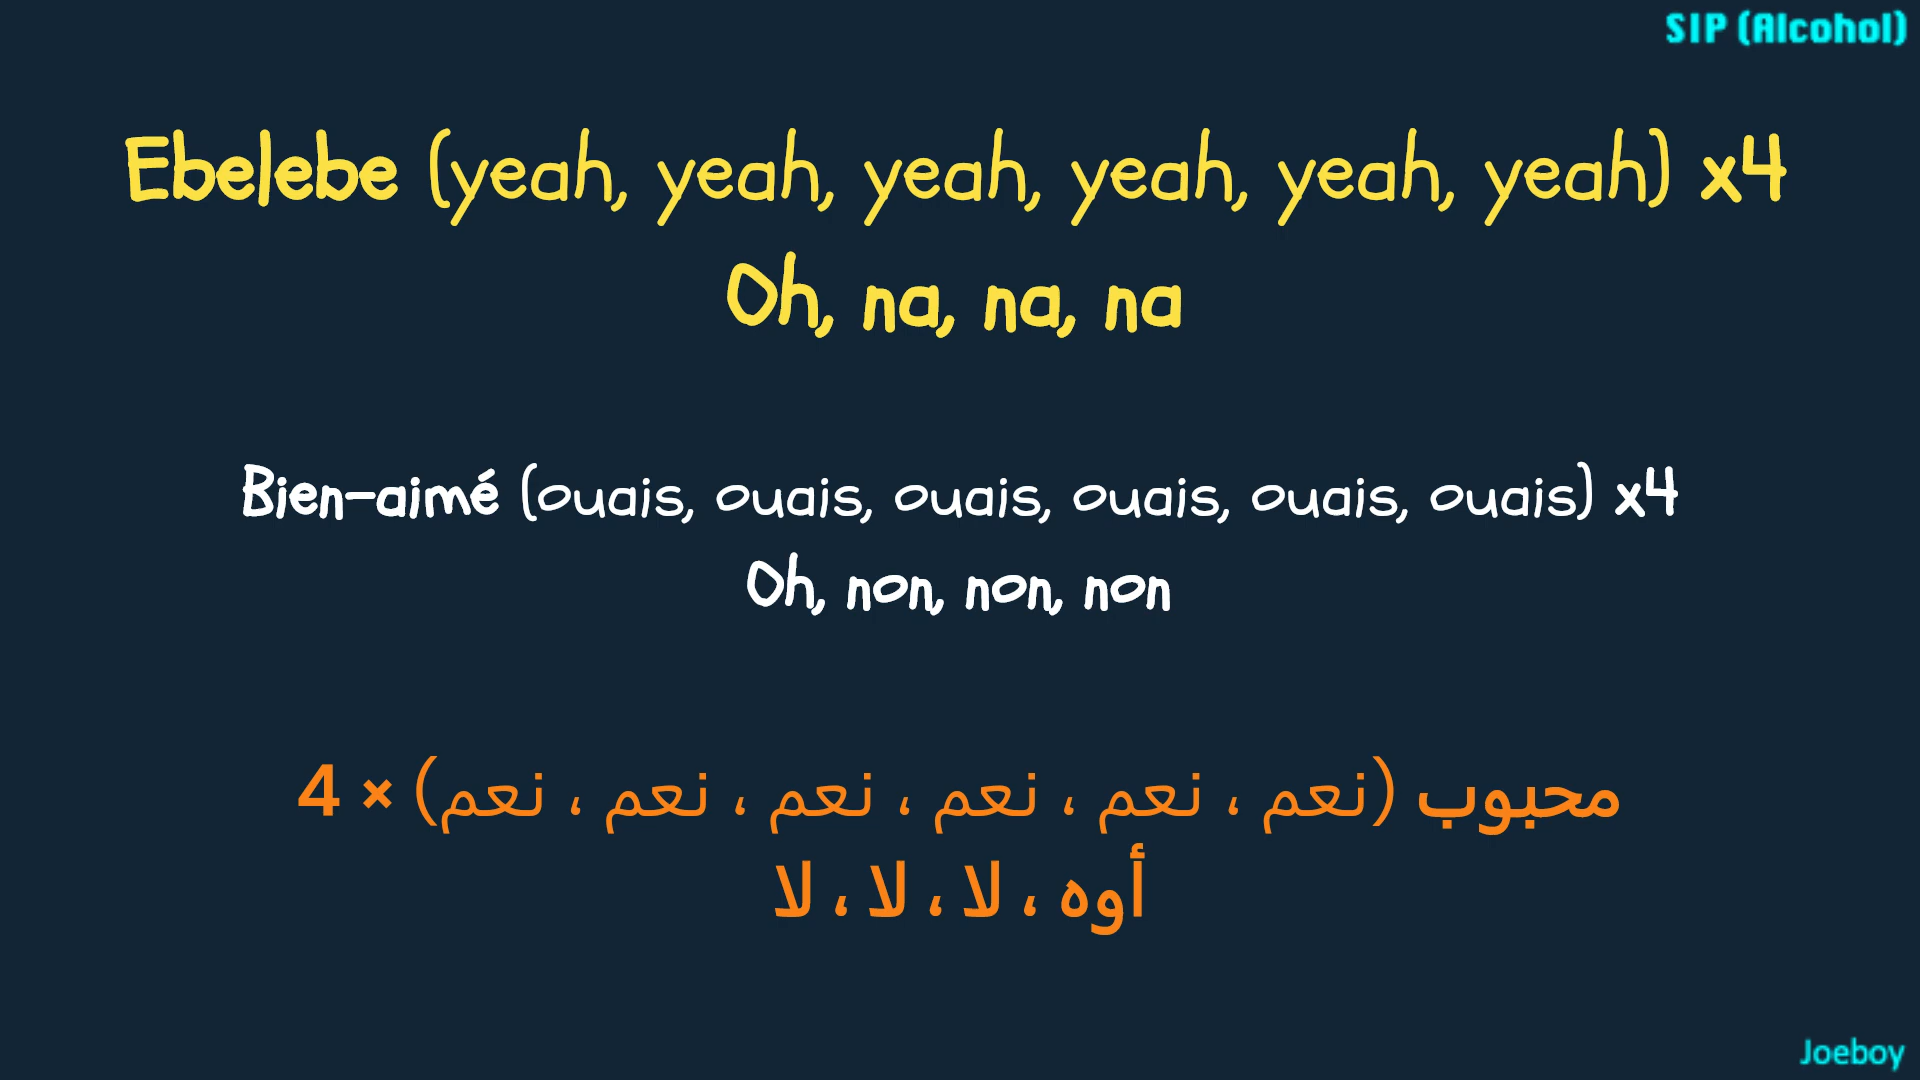 SIP (Alcohol)
Ebelebe (yeah, yeah, yeah, yeah, yeah, yeah) x4
Oh, na, na, na
Bien-aimé (ouais, ouais, ouais, ouais, ouais, ouais) x4
Oh, non, non, non
محبوب (نعم ، نعم ، نعم ، نعم ، نعم ، نعم) × 4
أوه ، لا ، لا ، لا
Joeboy